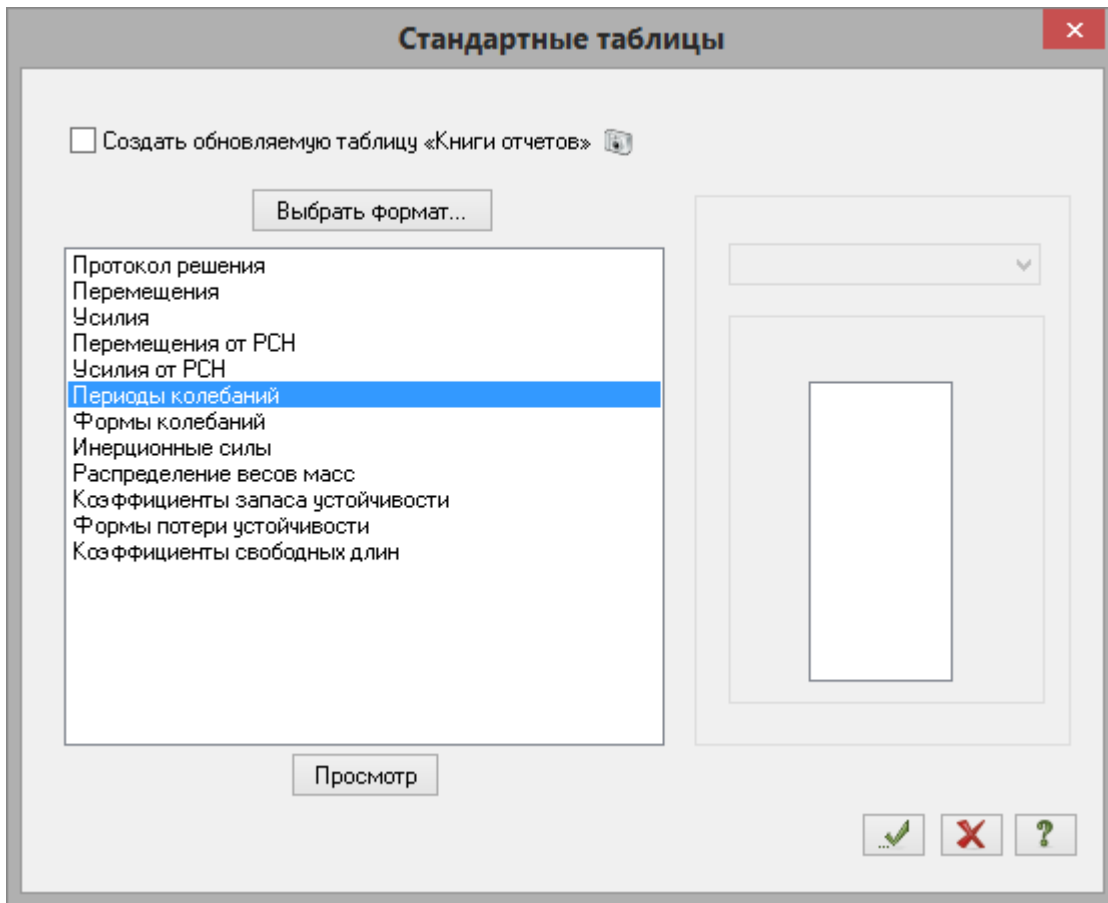 Стандартные таблицы
Создать обновляемую таблицу «Книги отчетов»
Выбрать формат...
Протокол решения
Перемещения
Усилия
Перемещения от РСН
Усилия от РСН
Периоды колебаний
Формы колебаний
Инерционные силы
Распределение весов масс
Коэффициенты запаса устойчивости
Формы потери устойчивости
Коэффициенты свободных длин
Просмотр